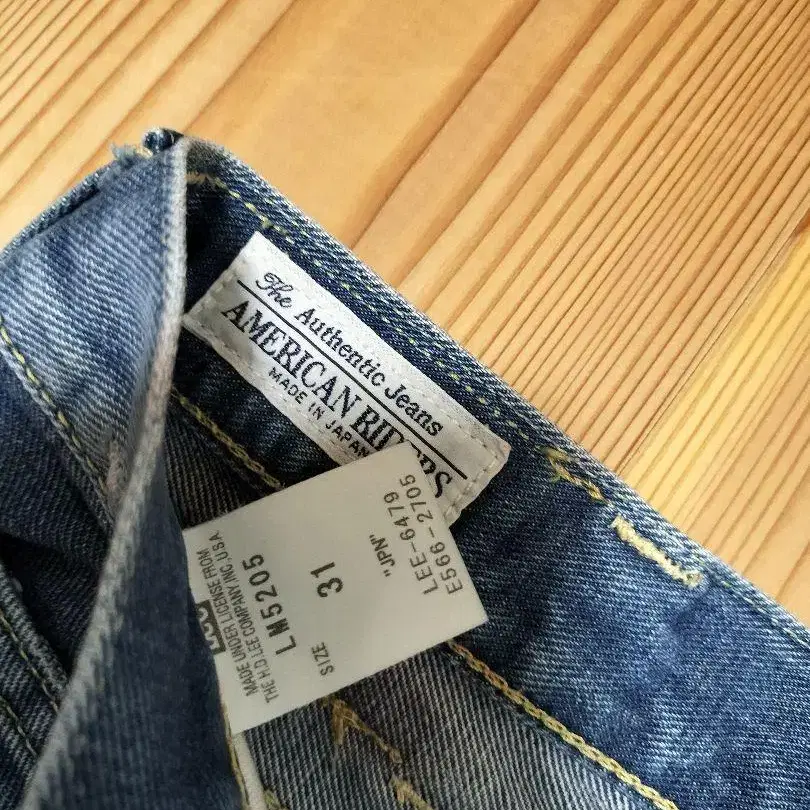 The Authentic Jeans
AMERICAN RIDERS
MADE IN JAPAN
MADE UNDER LICENSE FROM
THE H.D.LEE COMPANY INC,U.S.A.
LM5205
SIZE 31
"JPN"
LEE-6479
E566-2705